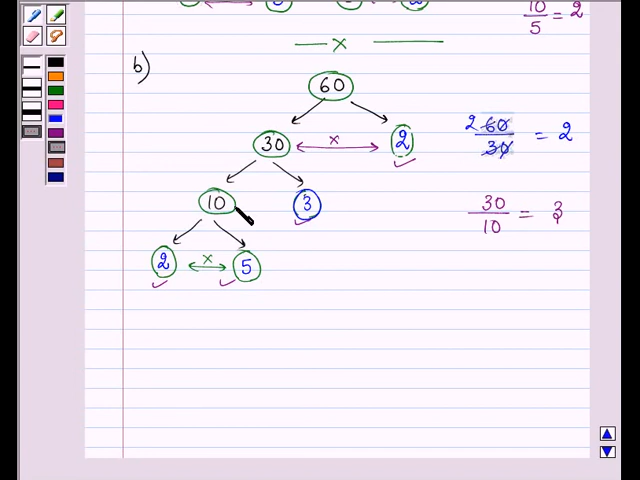 10/5 = 2
— x —
b)
60
30 x 2
2 60/30 = 2
10 3
30/10 = 3
2 x 5